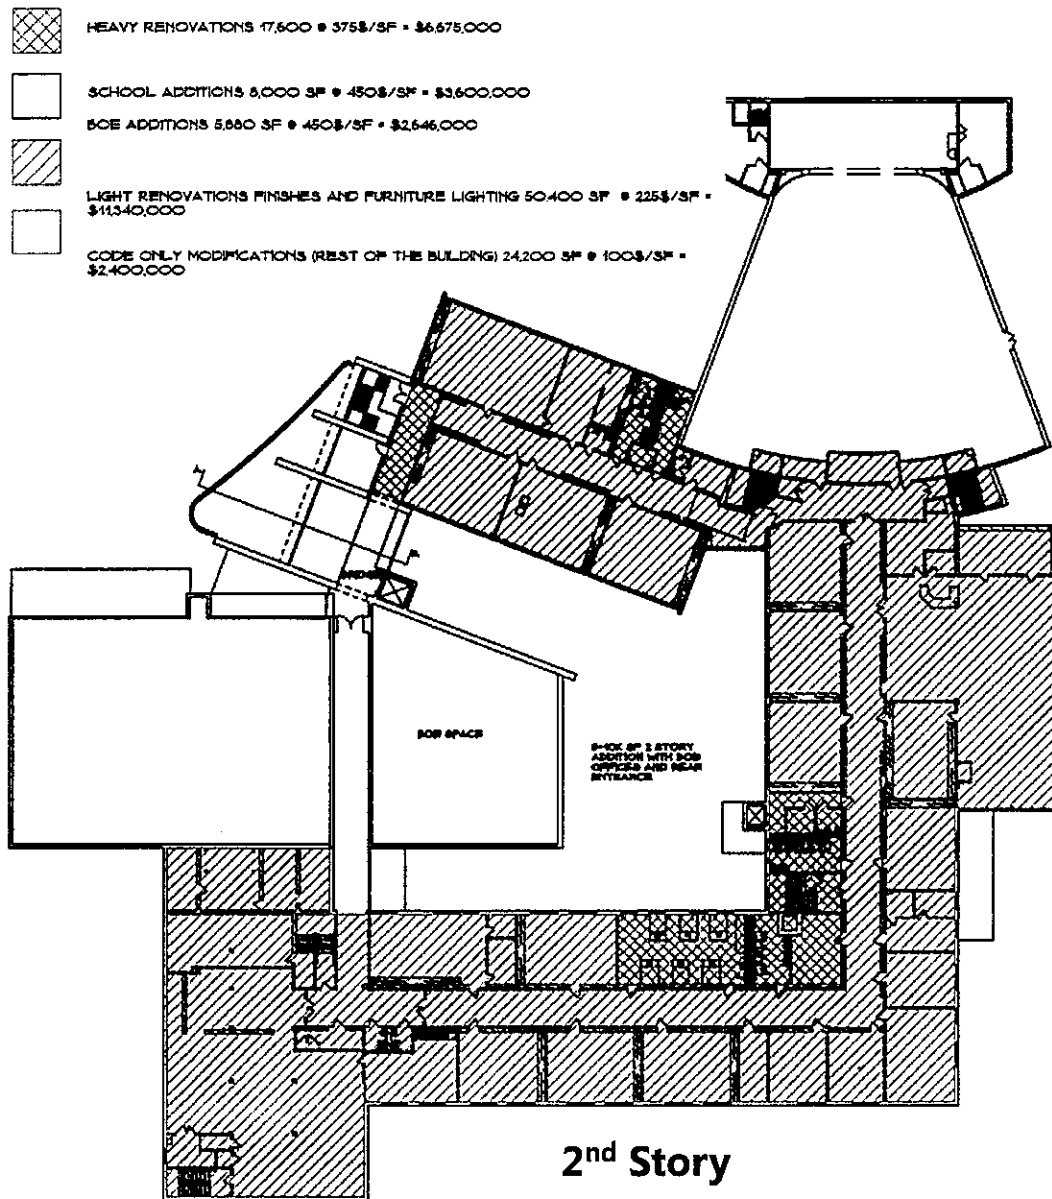 HEAVY RENOVATIONS 17,600 @ 375$/SF = $6,675,000
SCHOOL ADDITIONS 8,000 SF @ 450$/SF = $3,600,000
BOE ADDITIONS 5,880 SF @ 450$/SF = $2,646,000
LIGHT RENOVATIONS FINISHES AND FURNITURE LIGHTING 50,400 SF @ 225$/SF =
$11,340,000
CODE ONLY MODIFICATIONS (REST OF THE BUILDING) 24,200 SF @ 100$/SF =
$2,400,000
BOE SPACE
SF 2 STORY
ADDITION WITH BOE
OFFICES AND REAR
ENTRANCE
2nd Story